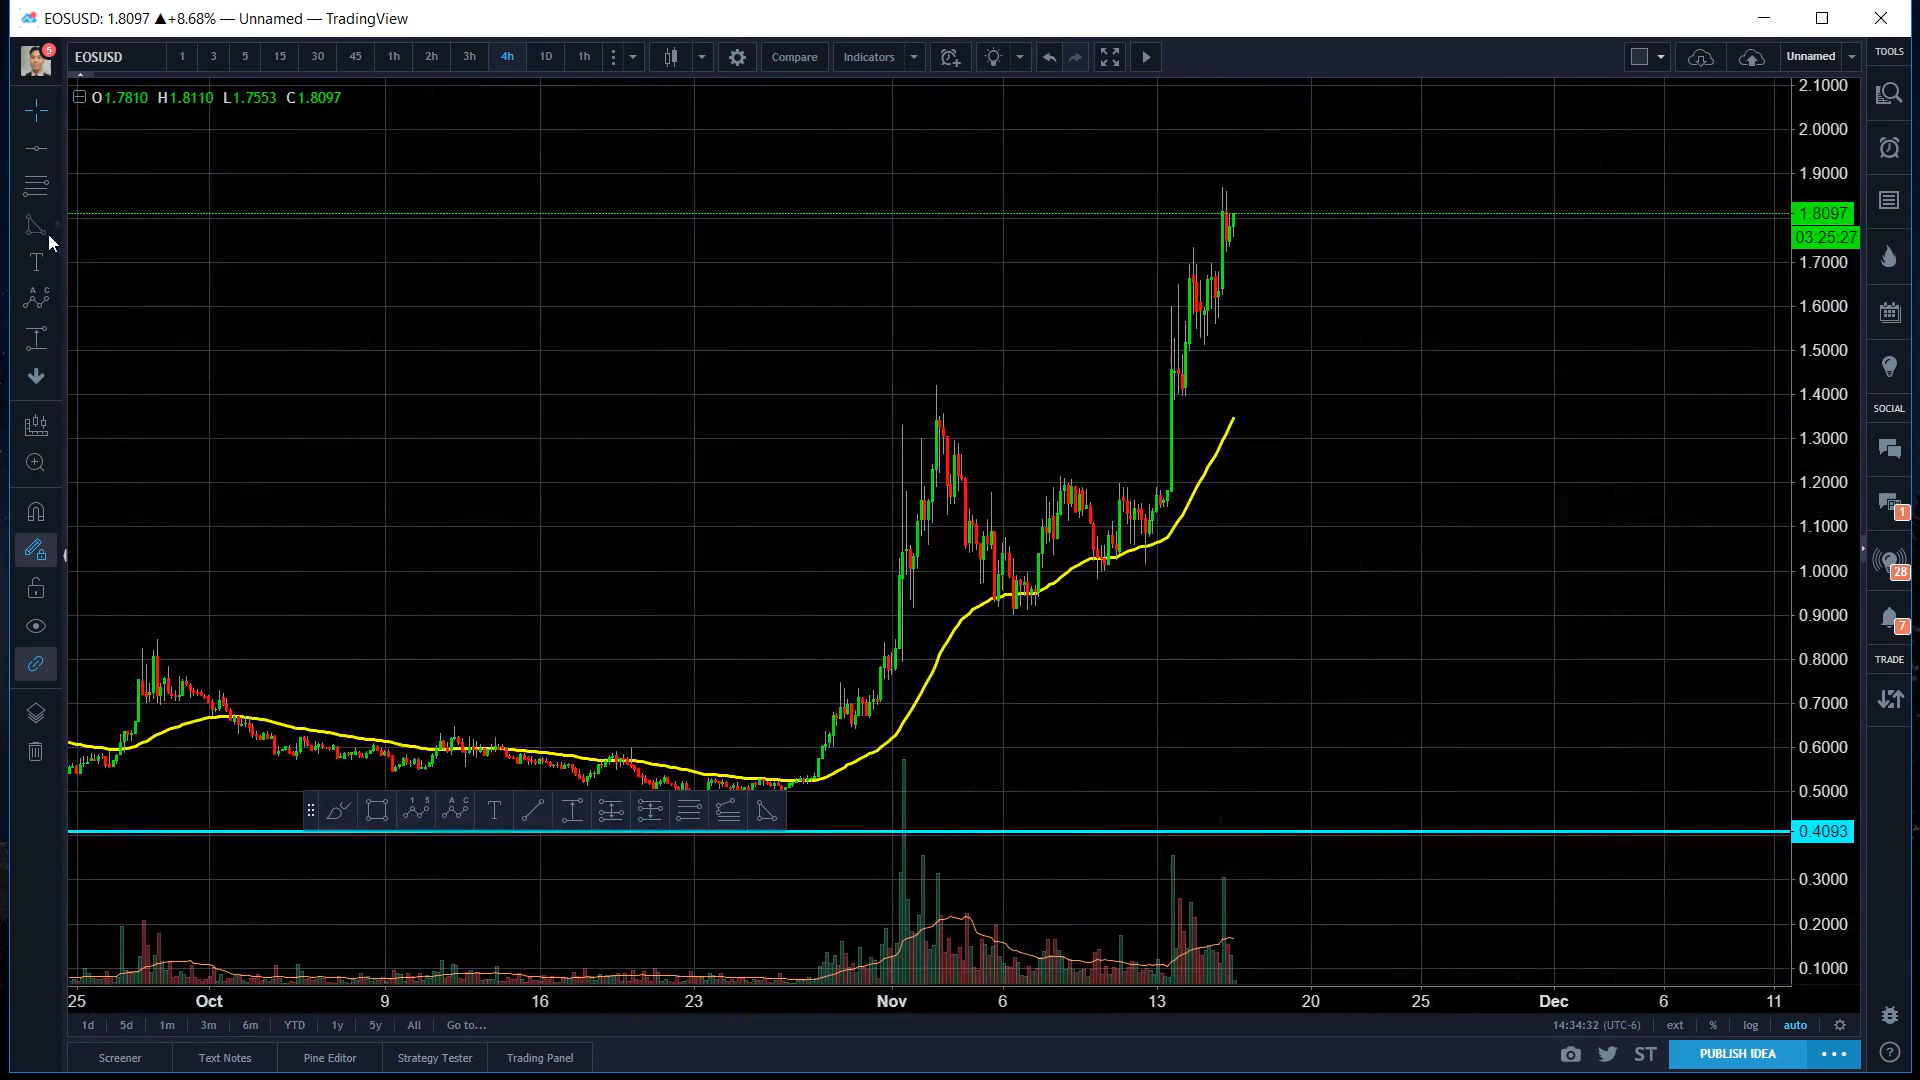 EOSUSD: 1.8097 ▲+8.68% — Unnamed — TradingView
5
EOSUSD 1 3 5 15 30 45 1h 2h 3h 4h 1D 1h Compare Indicators Unnamed TOOLS
O1.7810 H1.8110 L1.7553 C1.8097
2.1000
2.0000
1.9000
1.8097
03:25:27
1.7000
1.6000
1.5000
1.4000
1.3000
1.2000
1.1000
1.0000
0.9000
0.8000
0.7000
0.6000
0.5000
0.4093
0.3000
0.2000
0.1000
T
A C
SOCIAL
1
28
7
TRADE
1 5 A C T
25 Oct 9 16 23 Nov 6 13 20 25 Dec 6 11
1d 5d 1m 3m 6m YTD 1y 5y All Go to... 14:34:32 (UTC-6) ext % log auto
Screener Text Notes Pine Editor Strategy Tester Trading Panel ST PUBLISH IDEA ?